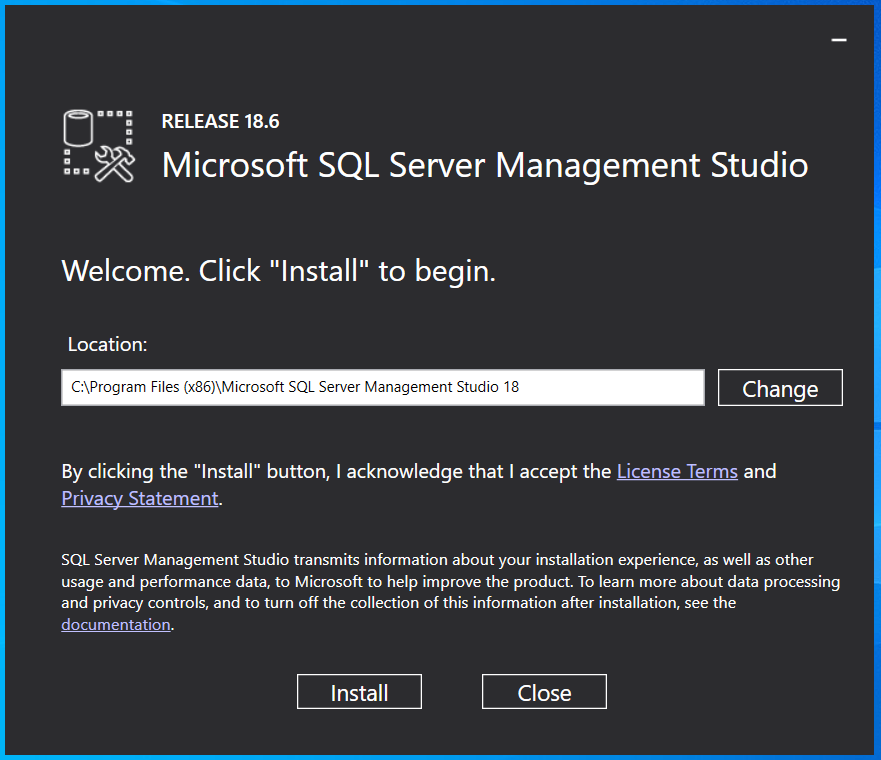 RELEASE 18.6
Microsoft SQL Server Management Studio
Welcome. Click "Install" to begin.
Location:
C:\Program Files (x86)\Microsoft SQL Server Management Studio 18
Change
By clicking the "Install" button, I acknowledge that I accept the License Terms and
Privacy Statement.
SQL Server Management Studio transmits information about your installation experience, as well as other
usage and performance data, to Microsoft to help improve the product. To learn more about data processing
and privacy controls, and to turn off the collection of this information after installation, see the
documentation.
Install
Close